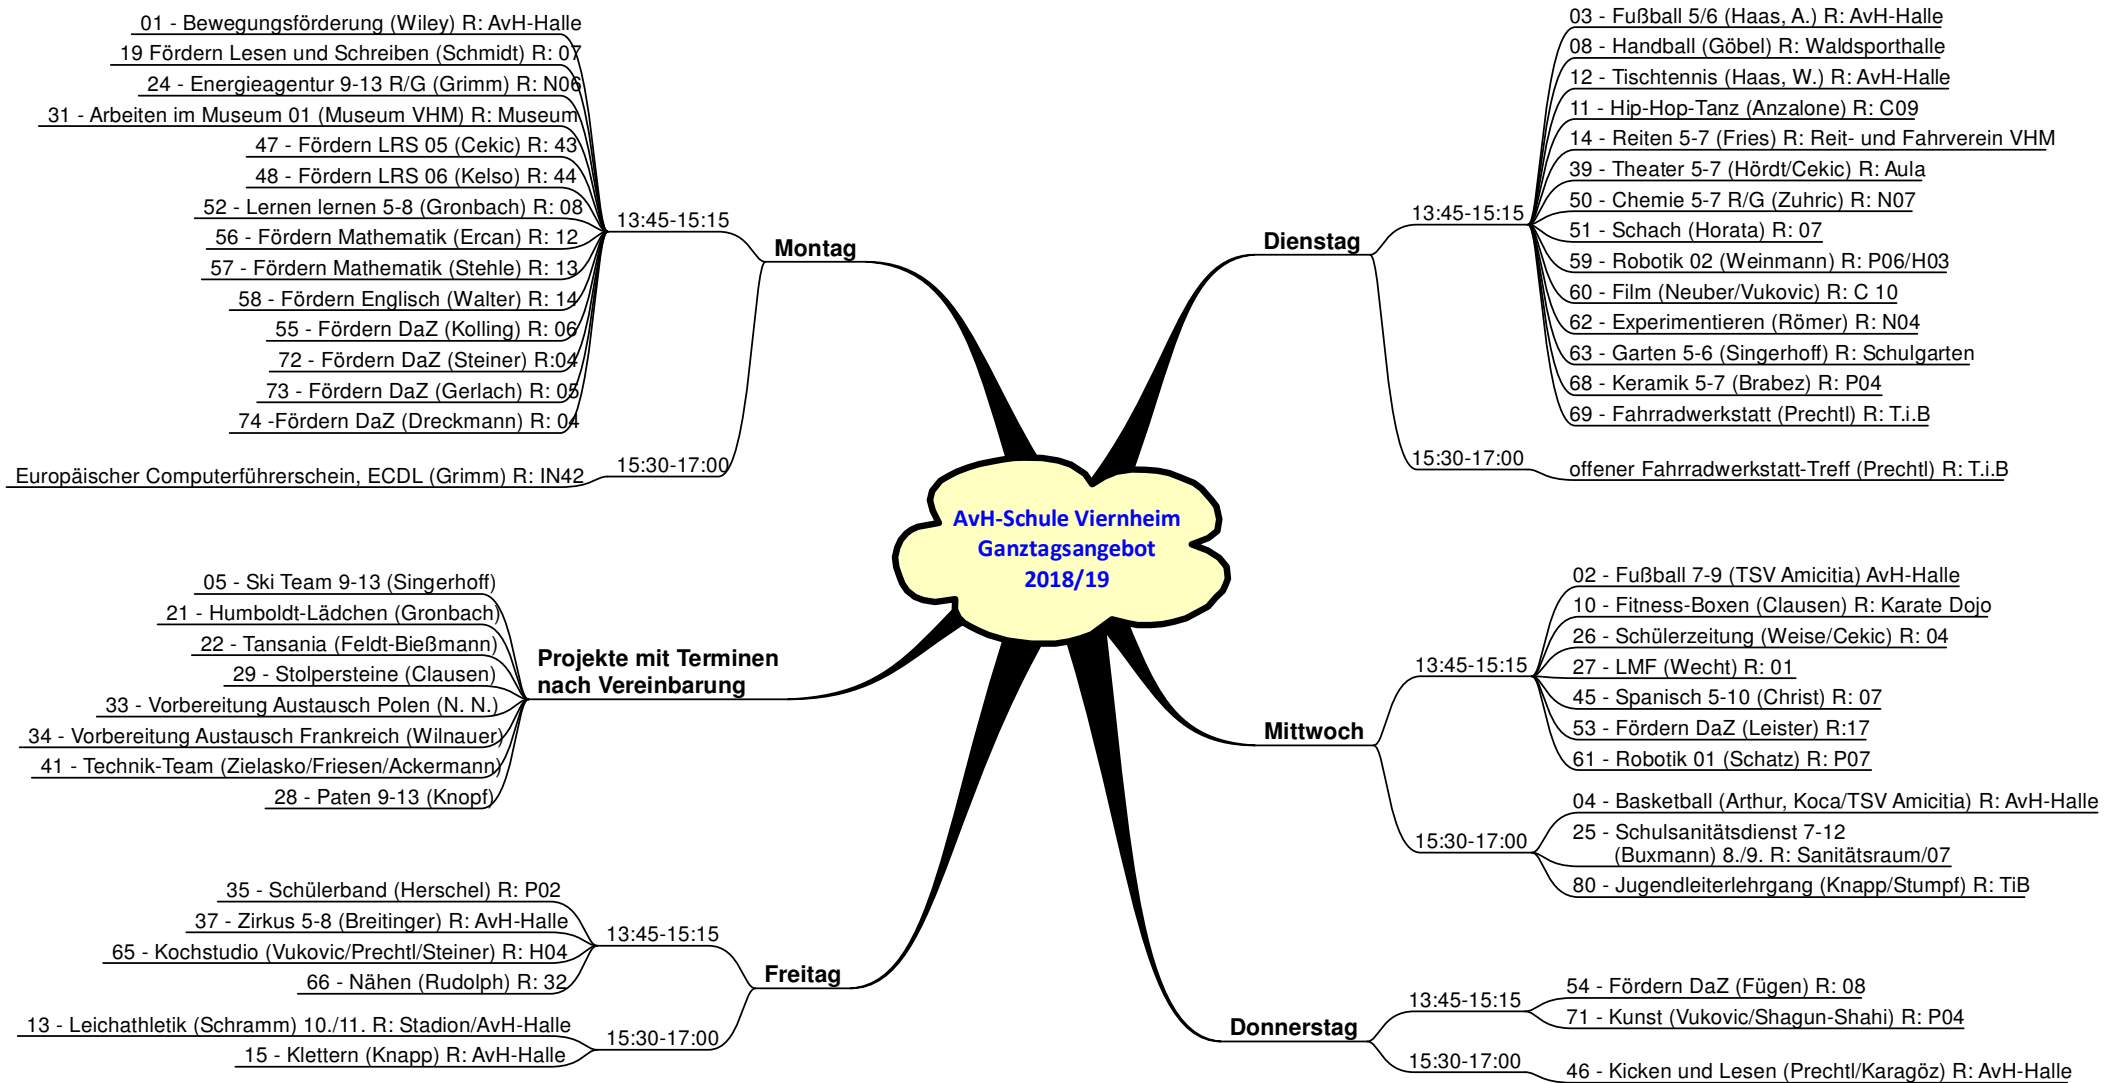 AvH-Schule Viernheim
Ganztagsangebot
2018/19
Montag
13:45-15:15
01 - Bewegungsförderung (Wiley) R: AvH-Halle
19 Fördern Lesen und Schreiben (Schmidt) R: 07
24 - Energieagentur 9-13 R/G (Grimm) R: N06
31 - Arbeiten im Museum 01 (Museum VHM) R: Museum
47 - Fördern LRS 05 (Cekic) R: 43
48 - Fördern LRS 06 (Kelso) R: 44
52 - Lernen lernen 5-8 (Gronbach) R: 08
56 - Fördern Mathematik (Ercan) R: 12
57 - Fördern Mathematik (Stehle) R: 13
58 - Fördern Englisch (Walter) R: 14
55 - Fördern DaZ (Kolling) R: 06
72 - Fördern DaZ (Steiner) R:04
73 - Fördern DaZ (Gerlach) R: 05
74 -Fördern DaZ (Dreckmann) R: 04
15:30-17:00
Europäischer Computerführerschein, ECDL (Grimm) R: IN42
Dienstag
13:45-15:15
03 - Fußball 5/6 (Haas, A.) R: AvH-Halle
08 - Handball (Göbel) R: Waldsporthalle
12 - Tischtennis (Haas, W.) R: AvH-Halle
11 - Hip-Hop-Tanz (Anzalone) R: C09
14 - Reiten 5-7 (Fries) R: Reit- und Fahrverein VHM
39 - Theater 5-7 (Hördt/Cekic) R: Aula
50 - Chemie 5-7 R/G (Zuhric) R: N07
51 - Schach (Horata) R: 07
59 - Robotik 02 (Weinmann) R: P06/H03
60 - Film (Neuber/Vukovic) R: C 10
62 - Experimentieren (Römer) R: N04
63 - Garten 5-6 (Singerhoff) R: Schulgarten
68 - Keramik 5-7 (Brabez) R: P04
69 - Fahrradwerkstatt (Prechtl) R: T.i.B
15:30-17:00
offener Fahrradwerkstatt-Treff (Prechtl) R: T.i.B
Mittwoch
13:45-15:15
02 - Fußball 7-9 (TSV Amicitia) AvH-Halle
10 - Fitness-Boxen (Clausen) R: Karate Dojo
26 - Schülerzeitung (Weise/Cekic) R: 04
27 - LMF (Wecht) R: 01
45 - Spanisch 5-10 (Christ) R: 07
53 - Fördern DaZ (Leister) R:17
61 - Robotik 01 (Schatz) R: P07
15:30-17:00
04 - Basketball (Arthur, Koca/TSV Amicitia) R: AvH-Halle
25 - Schulsanitätsdienst 7-12
(Buxmann) 8./9. R: Sanitätsraum/07
80 - Jugendleiterlehrgang (Knapp/Stumpf) R: TiB
Donnerstag
13:45-15:15
54 - Fördern DaZ (Fügen) R: 08
71 - Kunst (Vukovic/Shagun-Shahi) R: P04
15:30-17:00
46 - Kicken und Lesen (Prechtl/Karagöz) R: AvH-Halle
Freitag
13:45-15:15
35 - Schülerband (Herschel) R: P02
37 - Zirkus 5-8 (Breitinger) R: AvH-Halle
65 - Kochstudio (Vukovic/Prechtl/Steiner) R: H04
66 - Nähen (Rudolph) R: 32
15:30-17:00
13 - Leichathletik (Schramm) 10./11. R: Stadion/AvH-Halle
15 - Klettern (Knapp) R: AvH-Halle
Projekte mit Terminen
nach Vereinbarung
05 - Ski Team 9-13 (Singerhoff)
21 - Humboldt-Lädchen (Gronbach)
22 - Tansania (Feldt-Bießmann)
29 - Stolpersteine (Clausen)
33 - Vorbereitung Austausch Polen (N. N.)
34 - Vorbereitung Austausch Frankreich (Wilnauer)
41 - Technik-Team (Zielasko/Friesen/Ackermann)
28 - Paten 9-13 (Knopf)